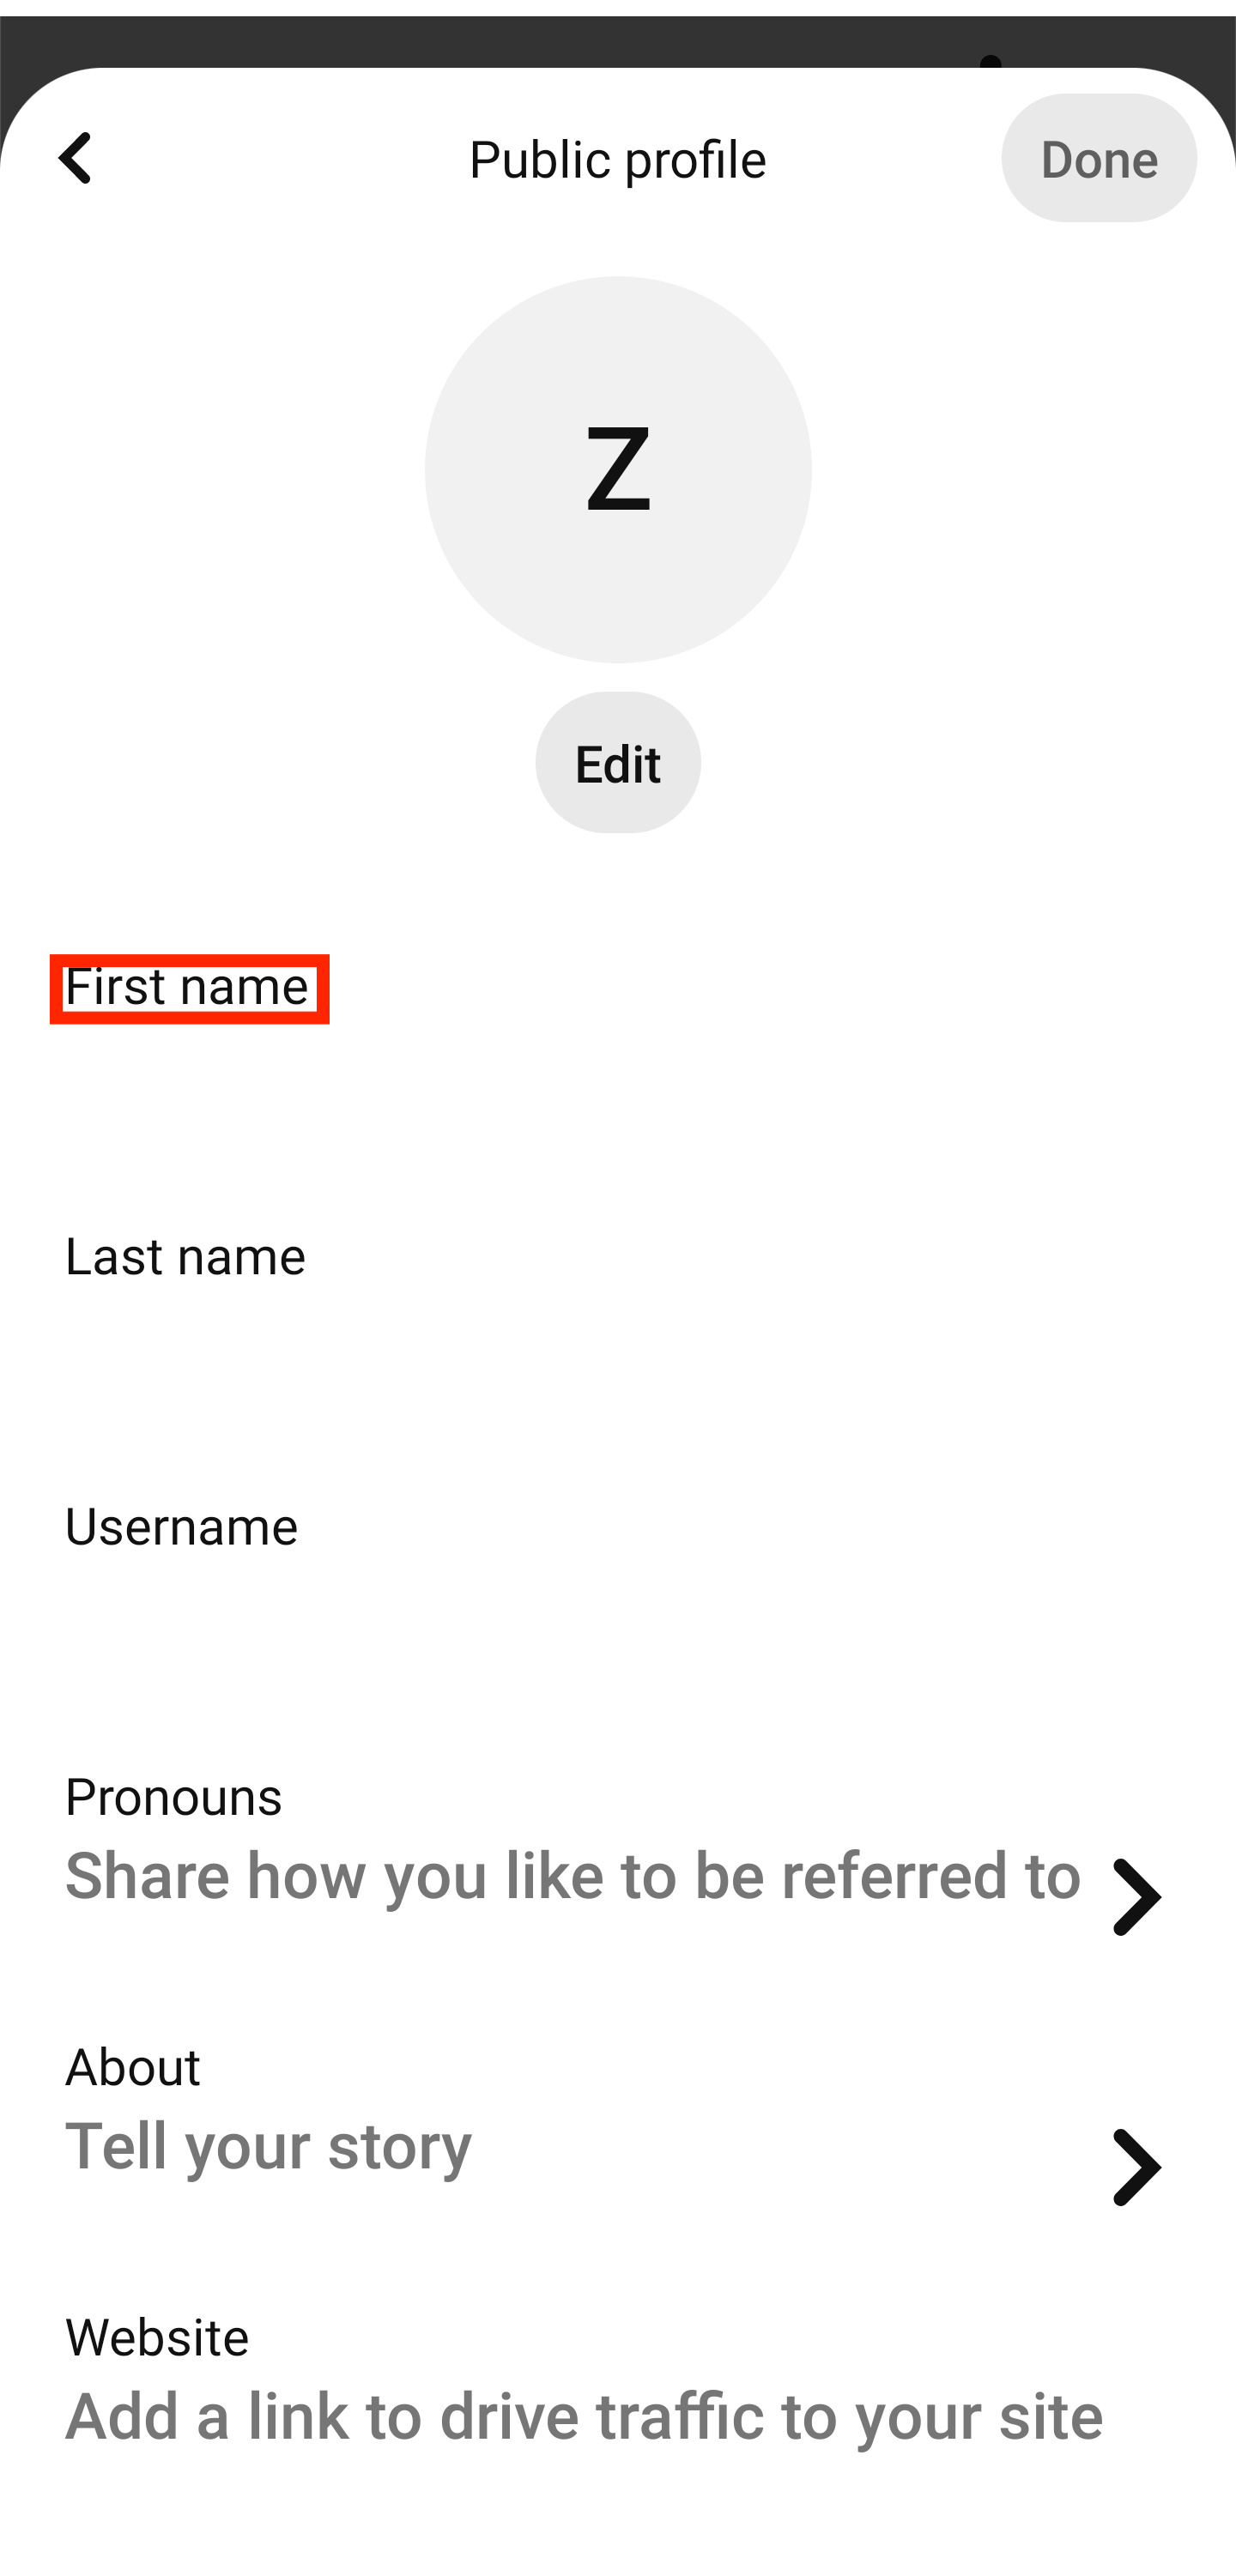 Public profile
Done
Z
Edit
First name
Last name
Username
Pronouns
Share how you like to be referred to
About
Tell your story
Website
Add a link to drive traffic to your site